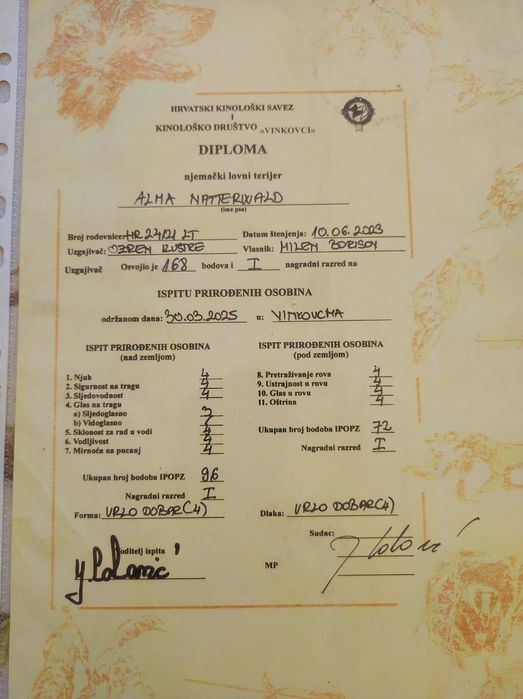 HRVATSKI KINOLOŠKI SAVEZ
I
KINOLOŠKO DRUŠTVO «VINKOVCI»
DIPLOMA
njemački lovni terijer
ALMA NATTERWALD
(ime psa)
Broj rodovnice: HR 24121 LT Datum štenjenja: 10.06.2023
Uzgajivač: OZREN RUŠTRE Vlasnik: MILEN BORISOV
Uzgajivač Osvojio je 168 bodova i I nagradni razred na
ISPITU PRIROĐENIH OSOBINA
održanom dana: 30.03.2025 u: VINKOVCIMA
ISPIT PRIROĐENIH OSOBINA
(nad zemljom)
1. Njuh 4
2. Sigurnost na tragu 4
3. Sljedovodnost 4
4. Glas na tragu
a) Sljedoglasno 3
b) Vidoglasno
5. Sklonost za rad u vodi 4
6. Vodljivost 4
7. Mirnoća na pucanj 4
Ukupan broj bodoba IPOPZ 96
Nagradni razred I
Forma: VRLO DOBAR (4)
ISPIT PRIROĐENIH OSOBINA
(pod zemljom)
8. Pretraživanje rova 4
9. Ustrajnost u rovu 4
10. Glas u rovu 4
11. Oštrina 4
Ukupan broj bodoba IPOPZ 72
Nagradni razred I
Dlaka: VRLO DOBAR (4)
Sudac:
oditelj ispita
MP